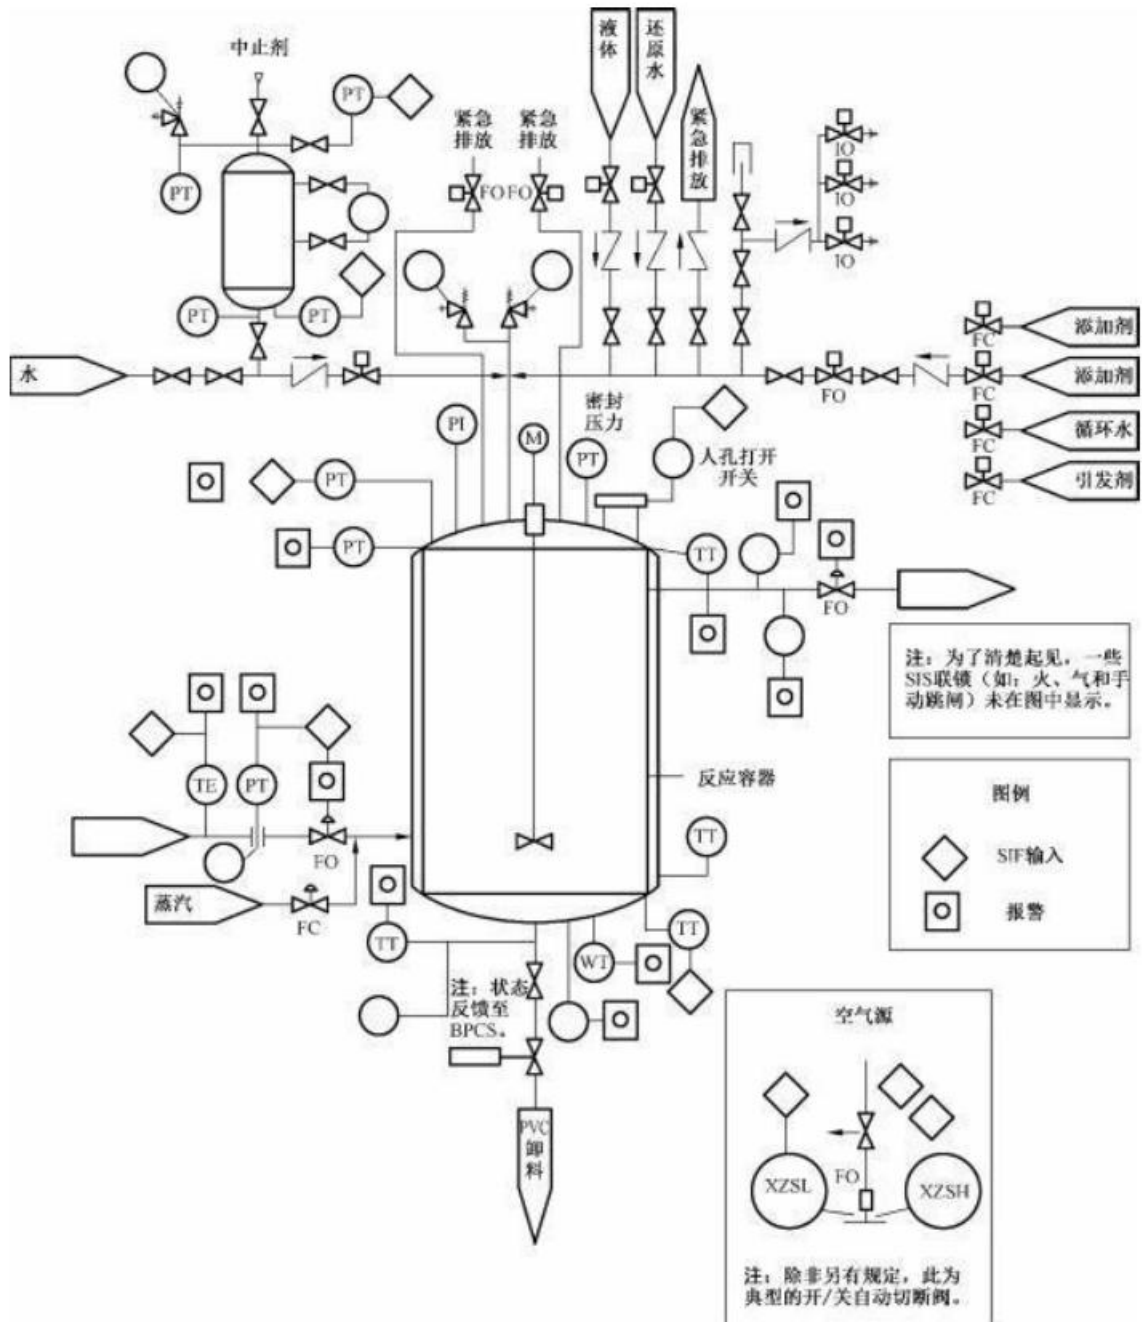 中止剂
PT
PT
PT
PT
紧急
排放
紧急
排放
FO
FO
液体
还原水
紧急排放
IO
IO
IO
水
添加剂
FC
添加剂
FC
FO
循环水
FC
引发剂
FC
PI
M
密封
压力
PT
人孔打开
开关
PT
PT
TT
FO
注：为了清楚起见，一些
SIS联锁（如：火、气和手
动跳闸）未在图中显示。
TE
PT
FO
反应容器
TT
蒸汽
FC
图例
SIF输入
报警
TT
WT
TT
注：状态
反馈至
BPCS。
PVC
卸料
空气源
XZSL
FO
XZSH
注：除非另有规定，此为
典型的开/关自动切断阀。